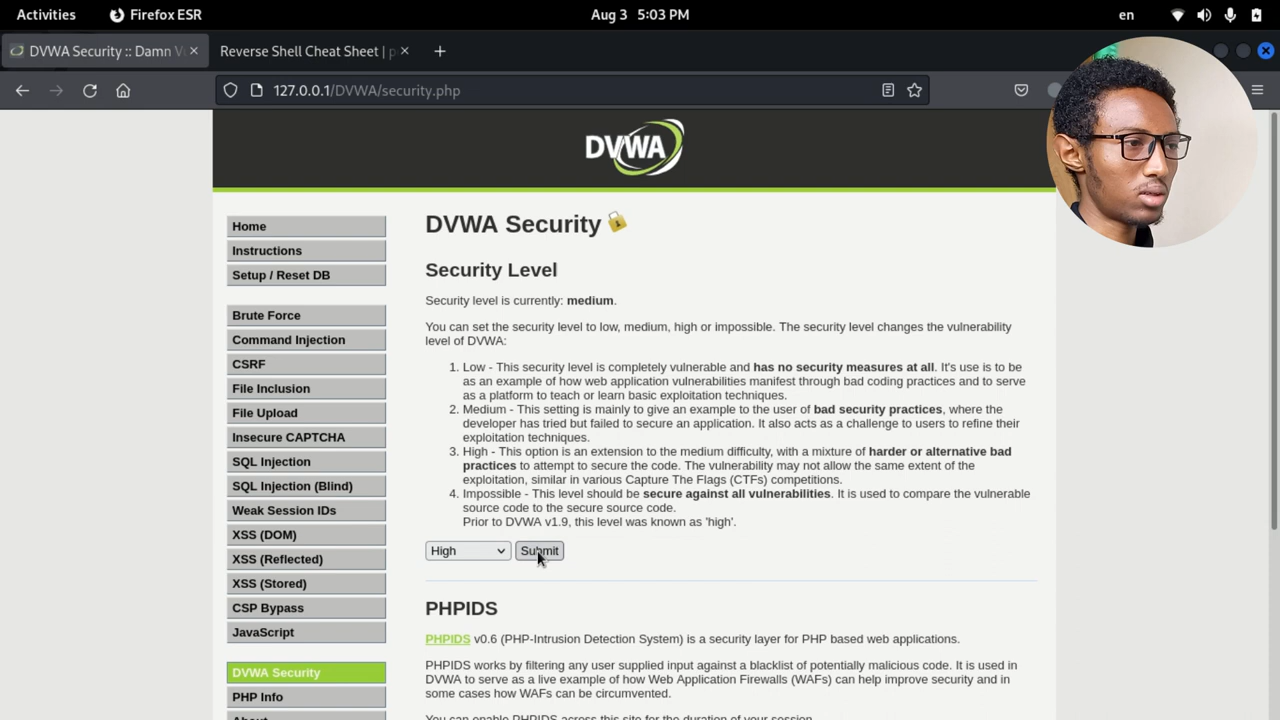 Activities
Firefox ESR
Aug 3 5:03 PM
en
DVWA Security :: Damn V
Reverse Shell Cheat Sheet | p
127.0.0.1/DVWA/security.php
DVWA
Home
Instructions
Setup / Reset DB
Brute Force
Command Injection
CSRF
File Inclusion
File Upload
Insecure CAPTCHA
SQL Injection
SQL Injection (Blind)
Weak Session IDs
XSS (DOM)
XSS (Reflected)
XSS (Stored)
CSP Bypass
JavaScript
DVWA Security
PHP Info
About
DVWA Security
Security Level
Security level is currently: medium.
You can set the security level to low, medium, high or impossible. The security level changes the vulnerability
level of DVWA:
1. Low - This security level is completely vulnerable and has no security measures at all. It's use is to be
as an example of how web application vulnerabilities manifest through bad coding practices and to serve
as a platform to teach or learn basic exploitation techniques.
2. Medium - This setting is mainly to give an example to the user of bad security practices, where the
developer has tried but failed to secure an application. It also acts as a challenge to users to refine their
exploitation techniques.
3. High - This option is an extension to the medium difficulty, with a mixture of harder or alternative bad
practices to attempt to secure the code. The vulnerability may not allow the same extent of the
exploitation, similar in various Capture The Flags (CTFs) competitions.
4. Impossible - This level should be secure against all vulnerabilities. It is used to compare the vulnerable
source code to the secure source code.
Prior to DVWA v1.9, this level was known as 'high'.
High
Submit
PHPIDS
PHPIDS v0.6 (PHP-Intrusion Detection System) is a security layer for PHP based web applications.
PHPIDS works by filtering any user supplied input against a blacklist of potentially malicious code. It is used in
DVWA to serve as a live example of how Web Application Firewalls (WAFs) can help improve security and in
some cases how WAFs can be circumvented.
You can enable PHPIDS across this site for the duration of your session.